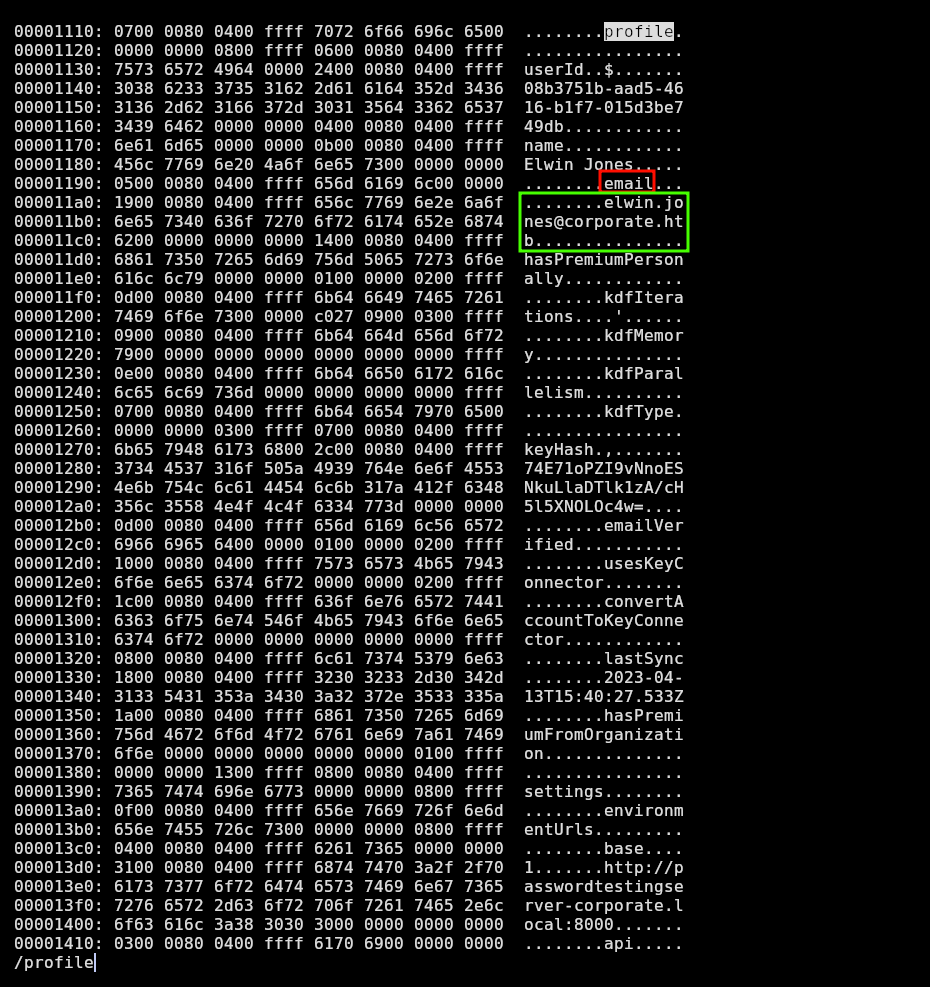 00001110: 0700 0080 0400 ffff 7072 6f66 696c 6500  ........profile.
00001120: 0000 0000 0800 ffff 0600 0080 0400 ffff  ................
00001130: 7573 6572 4964 0000 2400 0080 0400 ffff  userId..$.......
00001140: 3038 6233 3735 3162 2d61 6164 352d 3436  08b3751b-aad5-46
00001150: 3136 2d62 3166 372d 3031 3564 3362 6537  16-b1f7-015d3be7
00001160: 3439 6462 0000 0000 0400 0080 0400 ffff  49db............
00001170: 6e61 6d65 0000 0000 0b00 0080 0400 ffff  name............
00001180: 456c 7769 6e20 4a6f 6e65 7300 0000 0000  Elwin Jones.....
00001190: 0500 0080 0400 ffff 656d 6169 6c00 0000  ........email...
000011a0: 1900 0080 0400 ffff 656c 7769 6e2e 6a6f  ........elwin.jo
000011b0: 6e65 7340 636f 7270 6f72 6174 652e 6874  nes@corporate.ht
000011c0: 6200 0000 0000 0000 1400 0080 0400 ffff  b...............
000011d0: 6861 7350 7265 6d69 756d 5065 7273 6f6e  hasPremiumPerson
000011e0: 616c 6c79 0000 0000 0100 0000 0200 ffff  ally............
000011f0: 0d00 0080 0400 ffff 6b64 6649 7465 7261  ........kdfItera
00001200: 7469 6f6e 7300 0000 c027 0900 0300 ffff  tions....'......
00001210: 0900 0080 0400 ffff 6b64 664d 656d 6f72  ........kdfMemor
00001220: 7900 0000 0000 0000 0000 0000 0000 ffff  y...............
00001230: 0e00 0080 0400 ffff 6b64 6650 6172 616c  ........kdfParal
00001240: 6c65 6c69 736d 0000 0000 0000 0000 ffff  lelism..........
00001250: 0700 0080 0400 ffff 6b64 6654 7970 6500  ........kdfType.
00001260: 0000 0000 0300 ffff 0700 0080 0400 ffff  ................
00001270: 6b65 7948 6173 6800 2c00 0080 0400 ffff  keyHash.,.......
00001280: 3734 4537 316f 505a 4939 764e 6e6f 4553  74E71oPZI9vNnoES
00001290: 4e6b 754c 6c61 4454 6c6b 317a 412f 6348  NkuLlaDTlk1zA/cH
000012a0: 356c 3558 4e4f 4c4f 6334 773d 0000 0000  5l5XNOLOc4w=....
000012b0: 0d00 0080 0400 ffff 656d 6169 6c56 6572  ........emailVer
000012c0: 6966 6965 6400 0000 0100 0000 0200 ffff  ified...........
000012d0: 1000 0080 0400 ffff 7573 6573 4b65 7943  ........usesKeyC
000012e0: 6f6e 6e65 6374 6f72 0000 0000 0200 ffff  onnector........
000012f0: 1c00 0080 0400 ffff 636f 6e76 6572 7441  ........convertA
00001300: 6363 6f75 6e74 546f 4b65 7943 6f6e 6e65  ccountToKeyConne
00001310: 6374 6f72 0000 0000 0000 0000 0000 ffff  ctor............
00001320: 0800 0080 0400 ffff 6c61 7374 5379 6e63  ........lastSync
00001330: 1800 0080 0400 ffff 3230 3233 2d30 342d  ........2023-04-
00001340: 3133 5431 353a 3430 3a32 372e 3533 335a  13T15:40:27.533Z
00001350: 1a00 0080 0400 ffff 6861 7350 7265 6d69  ........hasPremi
00001360: 756d 4672 6f6d 4f72 6761 6e69 7a61 7469  umFromOrganizati
00001370: 6f6e 0000 0000 0000 0000 0000 0100 ffff  on..............
00001380: 0000 0000 1300 ffff 0800 0080 0400 ffff  ................
00001390: 7365 7474 696e 6773 0000 0000 0800 ffff  settings........
000013a0: 0f00 0080 0400 ffff 656e 7669 726f 6e6d  ........environm
000013b0: 656e 7455 726c 7300 0000 0000 0800 ffff  entUrls.........
000013c0: 0400 0080 0400 ffff 6261 7365 0000 0000  ........base....
000013d0: 3100 0080 0400 ffff 6874 7470 3a2f 2f70  1.......http://p
000013e0: 6173 7377 6f72 6474 6573 7469 6e67 7365  asswordtestingse
000013f0: 7276 6572 2d63 6f72 706f 7261 7465 2e6c  rver-corporate.l
00001400: 6f63 616c 3a38 3030 3000 0000 0000 0000  ocal:8000.......
00001410: 0300 0080 0400 ffff 6170 6900 0000 0000  ........api.....
/profile